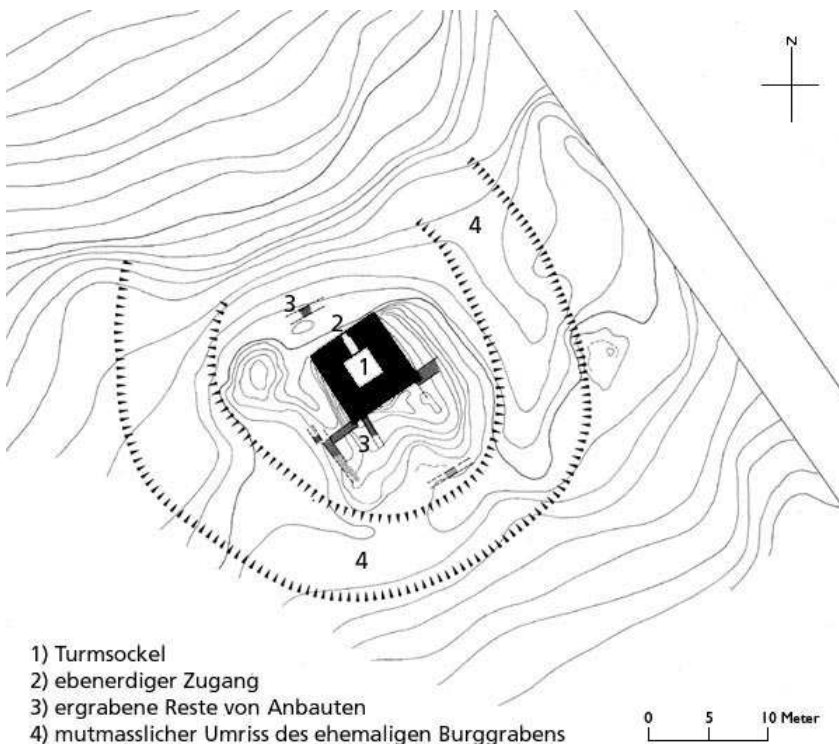 N
4
3
2
1
3
4
1) Turmsockel
2) ebenerdiger Zugang
3) ergrabene Reste von Anbauten
4) mutmasslicher Umriss des ehemaligen Burggrabens
0 5 10 Meter